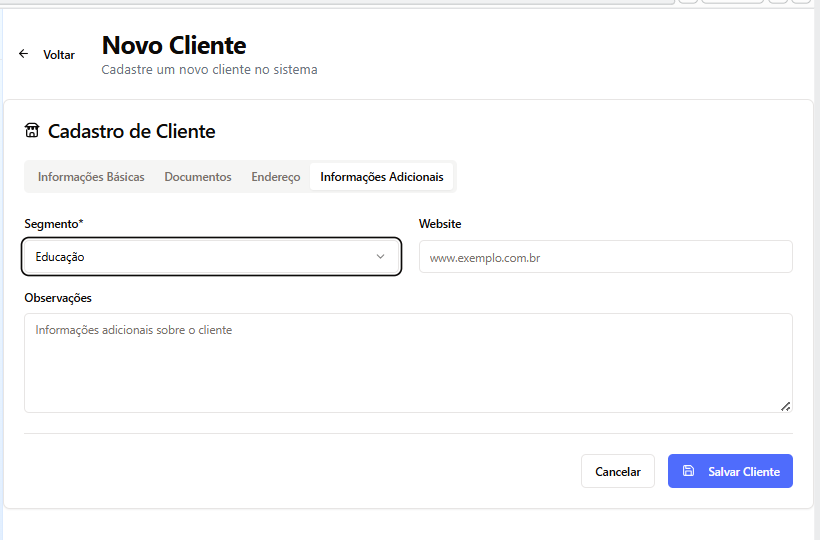 Voltar
Novo Cliente
Cadastre um novo cliente no sistema
Cadastro de Cliente
Informações Básicas Documentos Endereço Informações Adicionais
Segmento* Website
Educação www.exemplo.com.br
Observações
Informações adicionais sobre o cliente
Cancelar Salvar Cliente